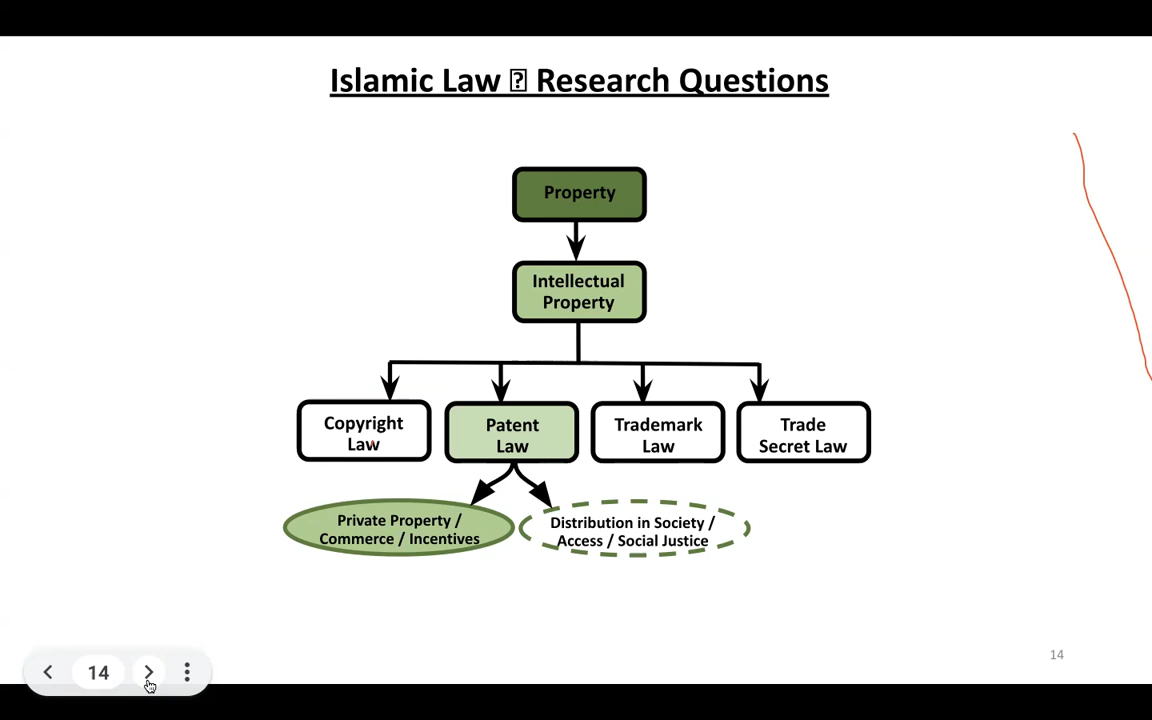 Islamic Law ⍰ Research Questions
Property
Intellectual
Property
Copyright
Law
Patent
Law
Trademark
Law
Trade
Secret Law
Private Property /
Commerce / Incentives
Distribution in Society /
Access / Social Justice
14
14